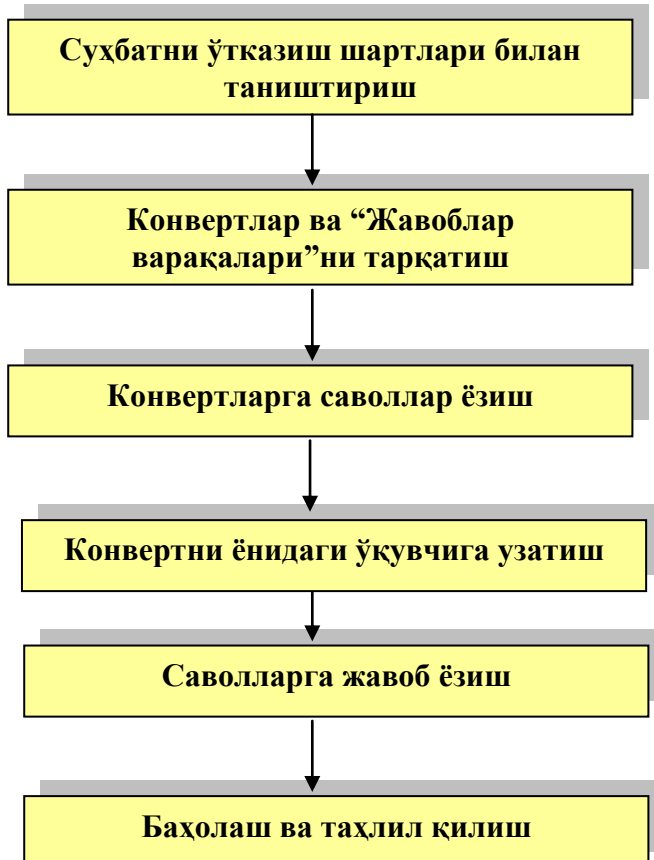 Суҳбатни ўтказиш шартлари билан
таништириш
Конвертлар ва “Жавоблар
варақалари”ни тарқатиш
Конвертларга саволлар ёзиш
Конвертни ёнидаги ўқувчига узатиш
Саволларга жавоб ёзиш
Баҳолаш ва таҳлил қилиш